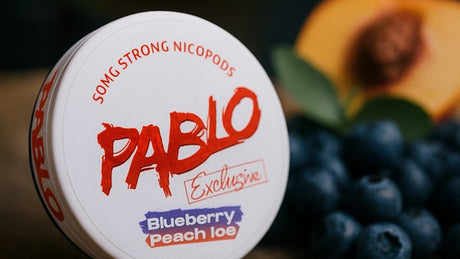 50MG STRONG NICOPODS
PABLO
Exclusive
Blueberry
Peach Ice
PABLO